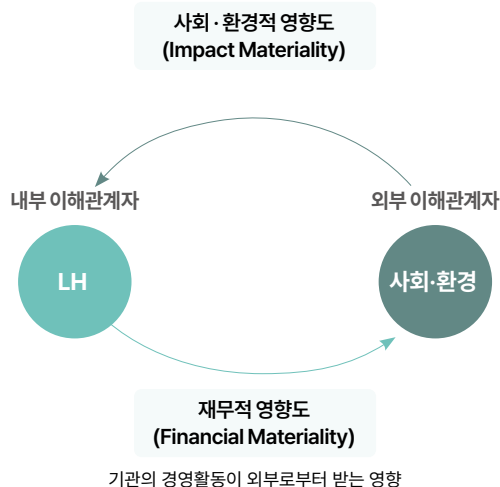 사회 · 환경적 영향도
(Impact Materiality)
내부 이해관계자
외부 이해관계자
LH
사회·환경
재무적 영향도
(Financial Materiality)
기관의 경영활동이 외부로부터 받는 영향